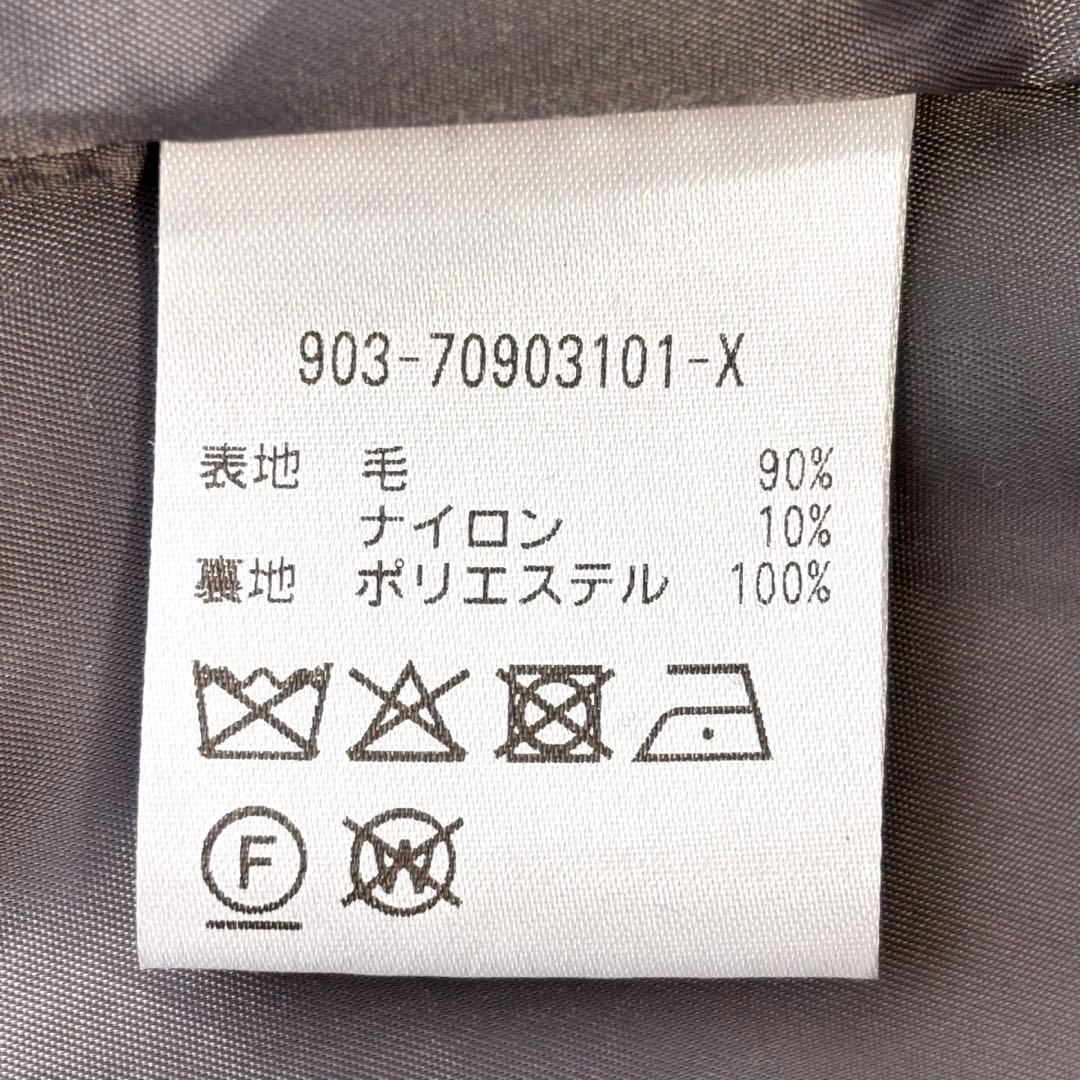 903-70903101-X
表地 毛 90%
ナイロン 10%
裏地 ポリエステル 100%
F W